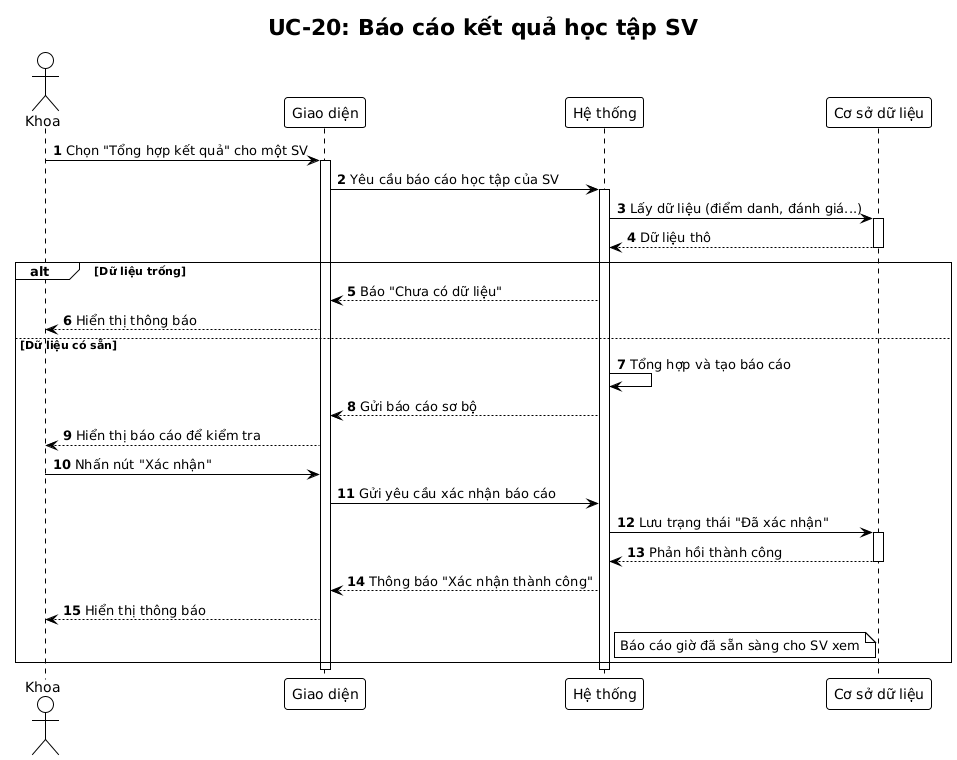 UC-20: Báo cáo kết quả học tập SV
Khoa
Giao diện
Hệ thống
Cơ sở dữ liệu
1 Chọn "Tổng hợp kết quả" cho một SV
2 Yêu cầu báo cáo học tập của SV
3 Lấy dữ liệu (điểm danh, đánh giá...)
4 Dữ liệu thô
alt [Dữ liệu trống]
5 Báo "Chưa có dữ liệu"
6 Hiển thị thông báo
[Dữ liệu có sẵn]
7 Tổng hợp và tạo báo cáo
8 Gửi báo cáo sơ bộ
9 Hiển thị báo cáo để kiểm tra
10 Nhấn nút "Xác nhận"
11 Gửi yêu cầu xác nhận báo cáo
12 Lưu trạng thái "Đã xác nhận"
13 Phản hồi thành công
14 Thông báo "Xác nhận thành công"
15 Hiển thị thông báo
Báo cáo giờ đã sẵn sàng cho SV xem
Khoa
Giao diện
Hệ thống
Cơ sở dữ liệu